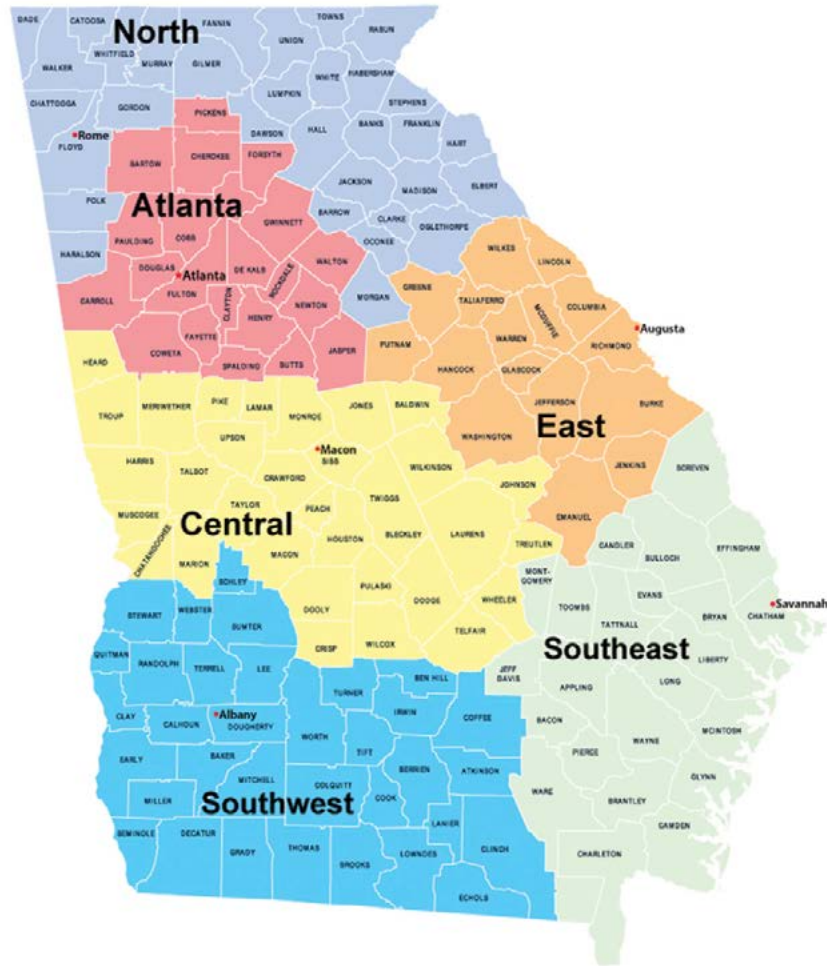 North
DADE
CATOOSA
FANNIN
TOWNS
RABUN
UNION
WHITFIELD
MURRAY
GILMER
WALKER
WHITE
HABERSHAM
LUMPKIN
STEPHENS
CHATTOGGA
GORDON
PICKENS
DAWSON
HALL
BANKS
FRANKLIN
HART
Rome
FLOYD
BARTOW
CHEROKEE
FORSYTH
JACKSON
MADISON
ELBERT
POLK
Atlanta
GWINNETT
BARROW
CLARKE
OGLETHORPE
OCONEE
PAULDING
COBB
HARALSON
DOUGLAS
Atlanta
DE KALB
WALTON
ROCKDALE
FULTON
CLAYTON
CARROLL
HENRY
NEWTON
MORGAN
GREENE
WILKES
LINCOLN
TALIAFERRO
COLUMBIA
MCDUFFIE
Augusta
RICHMOND
WARREN
FAYETTE
COWETA
SPALDING
BUTTS
JASPER
PUTNAM
HANCOCK
GLASCOCK
HEARD
JEFFERSON
BURKE
East
WASHINGTON
JENKINS
EMANUEL
TROUP
MERIWETHER
PIKE
LAMAR
MONROE
JONES
BALDWIN
UPSON
Macon
BIBB
WILKINSON
JOHNSON
HARRIS
TALBOT
CRAWFORD
TWIGGS
PEACH
TAYLOR
MUSCOGEE
Central
HOUSTON
BLECKLEY
LAURENS
TREUTLEN
CHATAHOOCHEE
MARION
MACON
PULASKI
DOOLY
DODGE
WHEELER
CRISP
WILCOX
TELFAIR
SCREVEN
CANDLER
BULLOCH
EFFINGHAM
MONT-
GOMERY
TOOMBS
EVANS
TATTNALL
BRYAN
Savannah
CHATHAM
Southeast
JEFF
DAVIS
LIBERTY
LONG
APPLING
BACON
MCINTOSH
WAYNE
PIERCE
GLYNN
WARE
BRANTLEY
CAMDEN
CHARLETON
SCHLEY
STEWART
WEBSTER
SUMTER
QUITMAN
RANDOLPH
TERRELL
LEE
BEN HILL
TURNER
CLAY
Albany
CALHOUN
DOUGHERTY
IRWIN
COFFEE
WORTH
TIFT
EARLY
BAKER
MITCHELL
BERRIEN
ATKINSON
COLQUITT
COOK
MILLER
Southwest
LANIER
SEMINOLE
DECATUR
GRADY
THOMAS
BROOKS
LOWNDES
CLINCH
ECHOLS